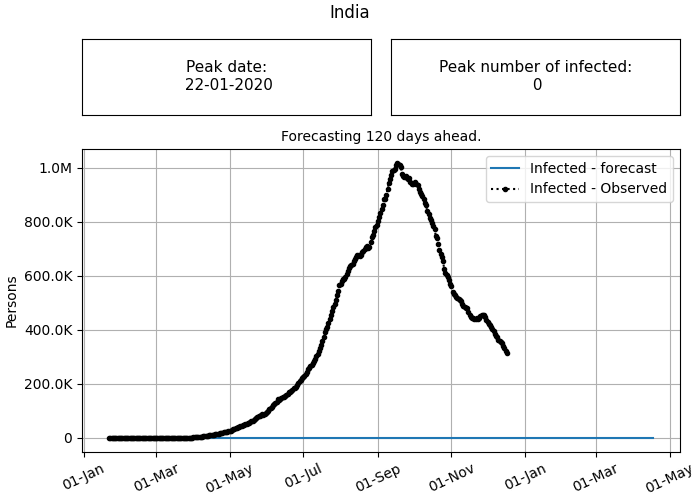 India
Peak date:
22-01-2020
Peak number of infected:
0
Forecasting 120 days ahead.
Infected - forecast
Infected - Observed
Persons
1.0M
800.0K
600.0K
400.0K
200.0K
0
01-Jan
01-Mar
01-May
01-Jul
01-Sep
01-Nov
01-Jan
01-Mar
01-May